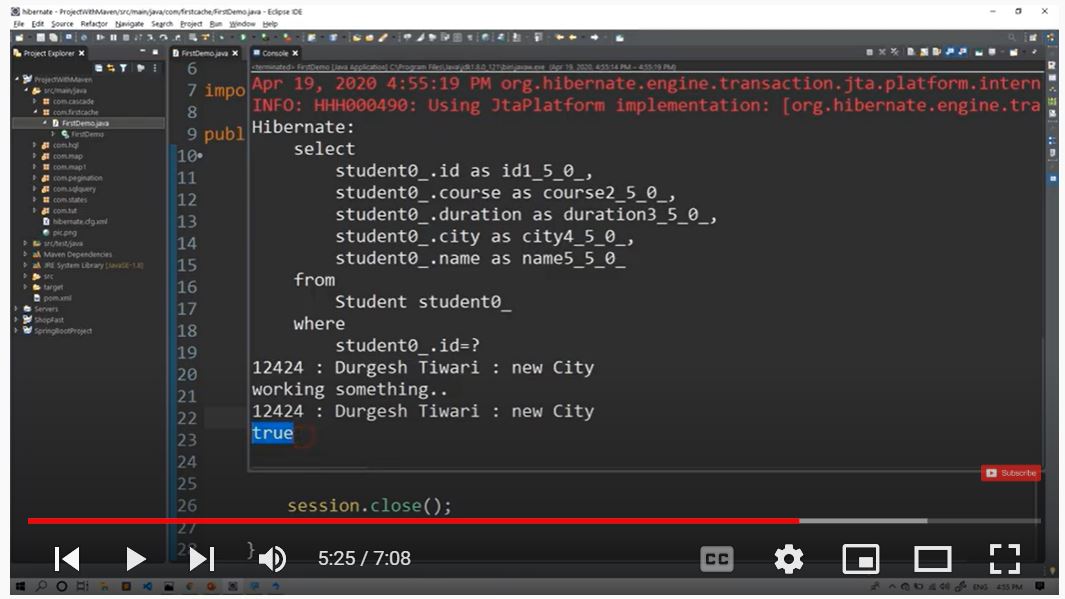 hibernate - ProjectWithMaven/src/main/java/com/firstcache/FirstDemo.java - Eclipse IDE
File Edit Source Refactor Navigate Search Project Run Window Help
Project Explorer
FirstDemo.java
Console
<terminated> FirstDemo [Java Application] C:\Program Files\Java\jdk1.8.0_121\bin\javaw.exe (Apr 19, 2020, 4:55:14 PM – 4:55:19 PM)
ProjectWithMaven
src/main/java
com.cascade
com.firstcache
FirstDemo.java
FirstDemo
com.hql
com.map
com.map1
com.pegination
com.sqlquery
com.states
com.tut
hibernate.cfg.xml
pic.png
src/test/java
Maven Dependencies
JRE System Library [JavaSE-1.8]
src
target
pom.xml
Servers
ShopFast
SpringBootProject
6
7 impo
8
9 publ
10
11
12
13
14
15
16
17
18
19
20
21
22
23
24
25
26 session.close();
27
28 }
Apr 19, 2020 4:55:19 PM org.hibernate.engine.transaction.jta.platform.intern
INFO: HHH000490: Using JtaPlatform implementation: [org.hibernate.engine.tra
Hibernate:
select
student0_.id as id1_5_0_,
student0_.course as course2_5_0_,
student0_.duration as duration3_5_0_,
student0_.city as city4_5_0_,
student0_.name as name5_5_0_
from
Student student0_
where
student0_.id=?
12424 : Durgesh Tiwari : new City
working something..
12424 : Durgesh Tiwari : new City
true
Subscribe
5:25 / 7:08
CC
ENG 4:55 PM